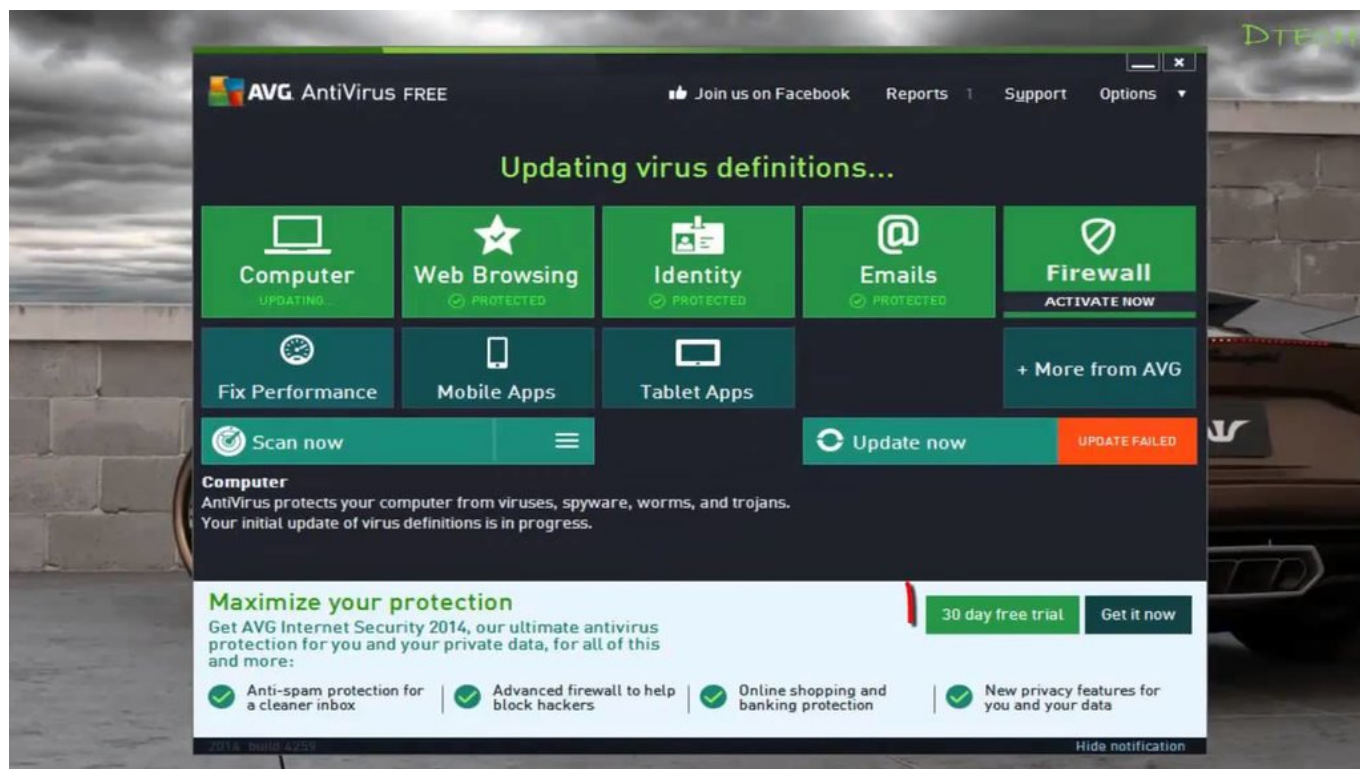 DTECH
AVG. AntiVirus FREE
Join us on Facebook
Reports 1
Support
Options
Updating virus definitions...
Computer
UPDATING...
Web Browsing
PROTECTED
Identity
PROTECTED
Emails
PROTECTED
Firewall
ACTIVATE NOW
Fix Performance
Mobile Apps
Tablet Apps
+ More from AVG
Scan now
Update now
UPDATE FAILED
Computer
AntiVirus protects your computer from viruses, spyware, worms, and trojans.
Your initial update of virus definitions is in progress.
Maximize your protection
Get AVG Internet Security 2014, our ultimate antivirus
protection for you and your private data, for all of this
and more:
30 day free trial
Get it now
Anti-spam protection for
a cleaner inbox
Advanced firewall to help
block hackers
Online shopping and
banking protection
New privacy features for
you and your data
2014 build 4259
Hide notification